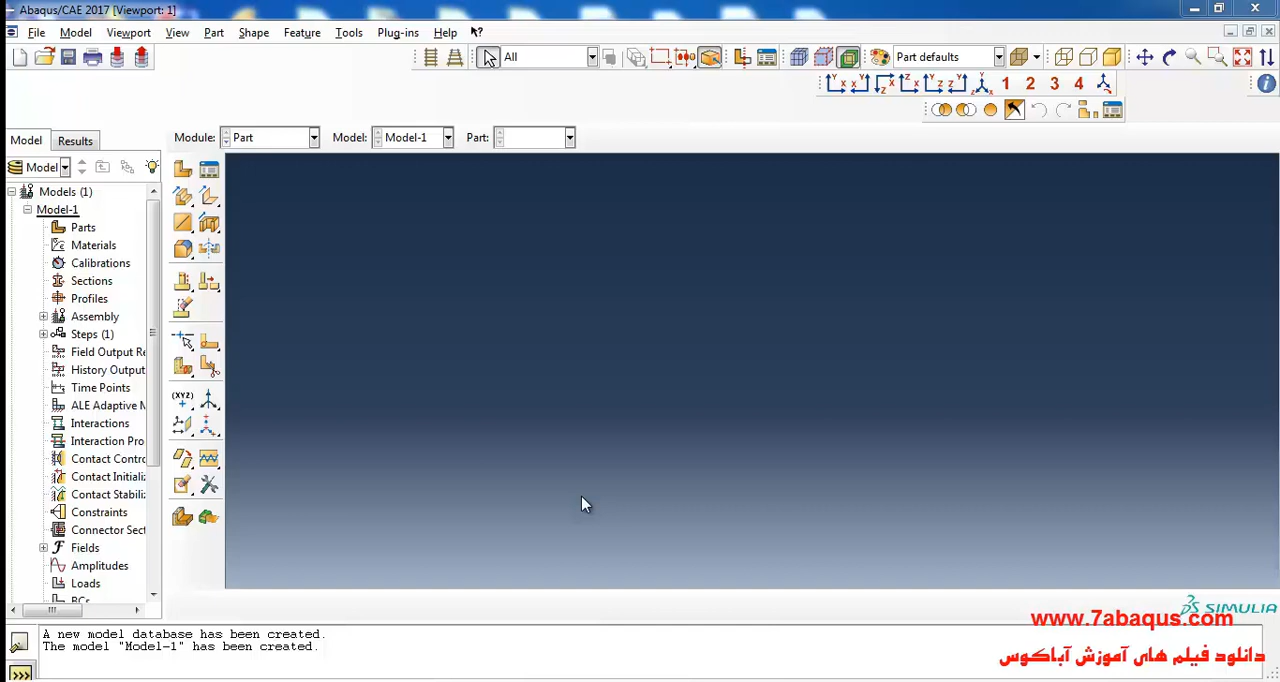 Abaqus/CAE 2017 [Viewport: 1]
File Model Viewport View Part Shape Feature Tools Plug-ins Help
All Part defaults
1 2 3 4
Model Results Module: Part Model: Model-1 Part:
Model
Models (1)
Model-1
Parts
Materials
Calibrations
Sections
Profiles
Assembly
Steps (1)
Field Output Re
History Output
Time Points
ALE Adaptive M
Interactions
Interaction Pro
Contact Contro
Contact Initializ
Contact Stabiliz
Constraints
Connector Sect
Fields
Amplitudes
Loads
BCs
(XYZ)
SIMULIA
www.7abaqus.com
دانلود فیلم های آموزش آباکوس
A new model database has been created.
The model "Model-1" has been created.
>>>